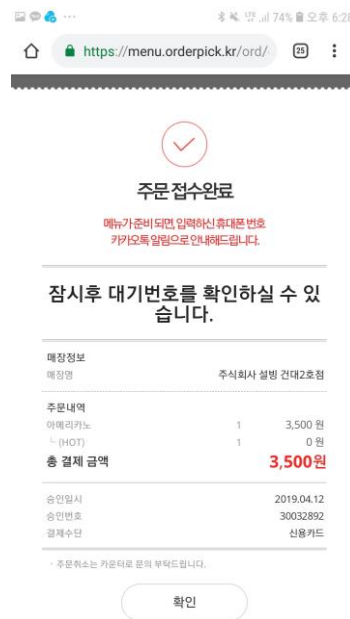 74% 오후 6:28
https://menu.orderpick.kr/ord/ 25
주문 접수완료
메뉴가 준비 되면, 입력하신 휴대폰 번호
카카오톡 알림으로 안내해드립니다.
잠시후 대기번호를 확인하실 수 있
습니다.
매장정보
매장명 주식회사 설빙 건대2호점
주문내역
아메리카노 1 3,500 원
└ (HOT) 1 0 원
총 결제 금액 3,500원
승인일시 2019.04.12
승인번호 30032892
결제수단 신용카드
· 주문취소는 카운터로 문의 부탁드립니다.
확인